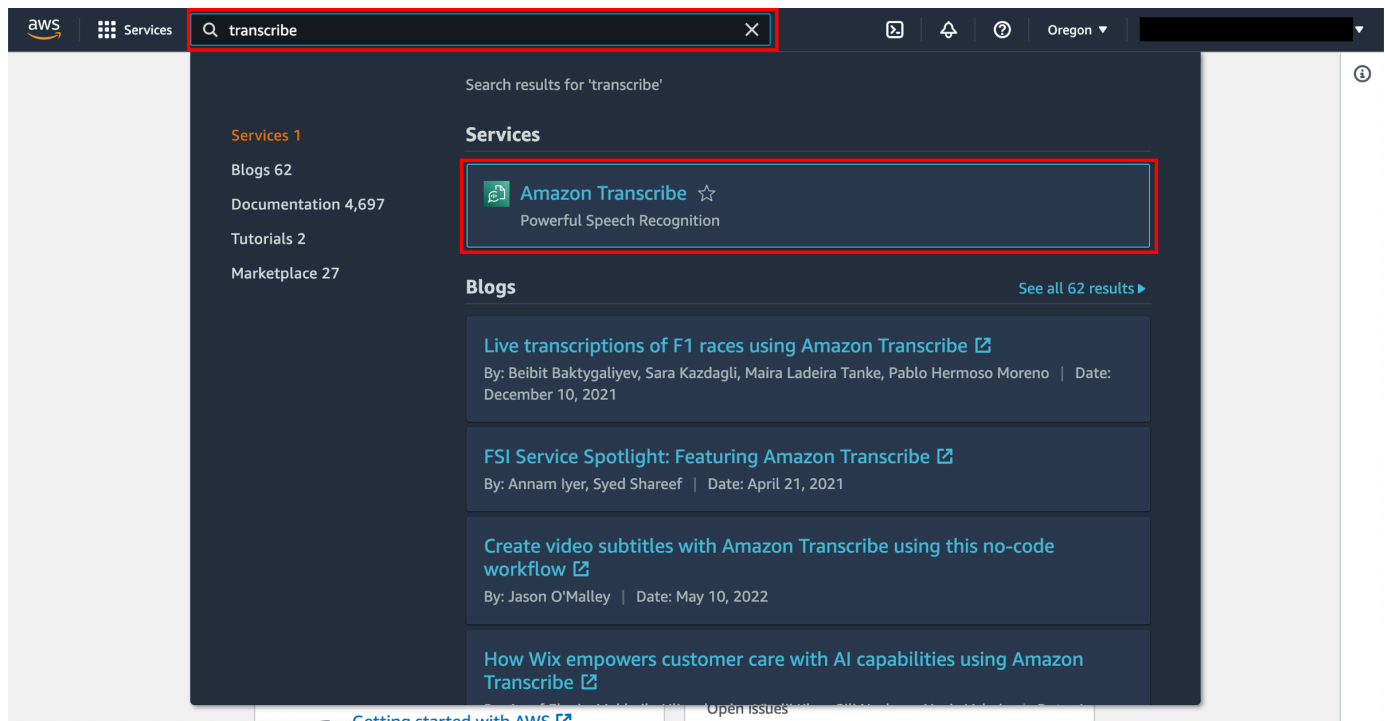 aws
Services
transcribe
Oregon
Search results for 'transcribe'
Services 1
Blogs 62
Documentation 4,697
Tutorials 2
Marketplace 27
Services
Amazon Transcribe
Powerful Speech Recognition
Blogs
See all 62 results
Live transcriptions of F1 races using Amazon Transcribe
By: Beibit Baktygaliyev, Sara Kazdagli, Maira Ladeira Tanke, Pablo Hermoso Moreno | Date:
December 10, 2021
FSI Service Spotlight: Featuring Amazon Transcribe
By: Annam Iyer, Syed Shareef | Date: April 21, 2021
Create video subtitles with Amazon Transcribe using this no-code
workflow
By: Jason O'Malley | Date: May 10, 2022
How Wix empowers customer care with AI capabilities using Amazon
Transcribe
Getting started with AWS
Open issues